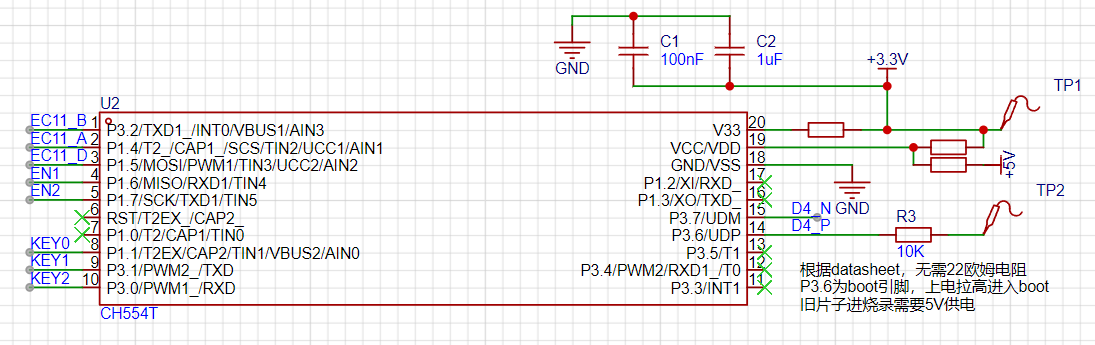 C1
100nF
C2
1uF
GND
+3.3V
TP1
U2
EC11_B
1
P3.2/TXD1_/INT0/VBUS1/AIN3
V33
20
EC11_A
2
P1.4/T2_/CAP1_/SCS/TIN2/UCC1/AIN1
VCC/VDD
19
EC11_D
3
P1.5/MOSI/PWM1/TIN3/UCC2/AIN2
GND/VSS
18
+5V
EN1
4
P1.6/MISO/RXD1/TIN4
P1.2/XI/RXD_
17
EN2
5
P1.7/SCK/TXD1/TIN5
P1.3/XO/TXD_
16
GND
TP2
6
RST/T2EX_/CAP2_
P3.7/UDM
15
D4_N
7
P1.0/T2/CAP1/TIN0
P3.6/UDP
14
D4_P
R3
10K
KEY0
8
P1.1/T2EX/CAP2/TIN1/VBUS2/AIN0
P3.5/T1
13
KEY1
9
P3.1/PWM2_/TXD
P3.4/PWM2/RXD1_/T0
12
KEY2
10
P3.0/PWM1_/RXD
P3.3/INT1
11
CH554T
根据datasheet，无需22欧姆电阻
P3.6为boot引脚，上电拉高进入boot
旧片子进烧录需要5V供电